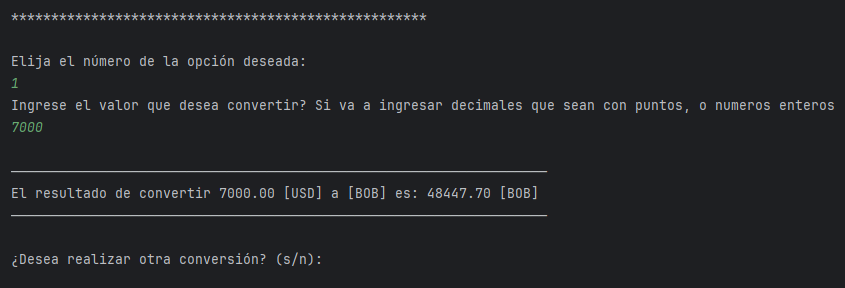 ****************************************************
Elija el número de la opción deseada:
1
Ingrese el valor que desea convertir? Si va a ingresar decimales que sean con puntos, o numeros enteros
7000
El resultado de convertir 7000.00 [USD] a [BOB] es: 48447.70 [BOB]
¿Desea realizar otra conversión? (s/n):